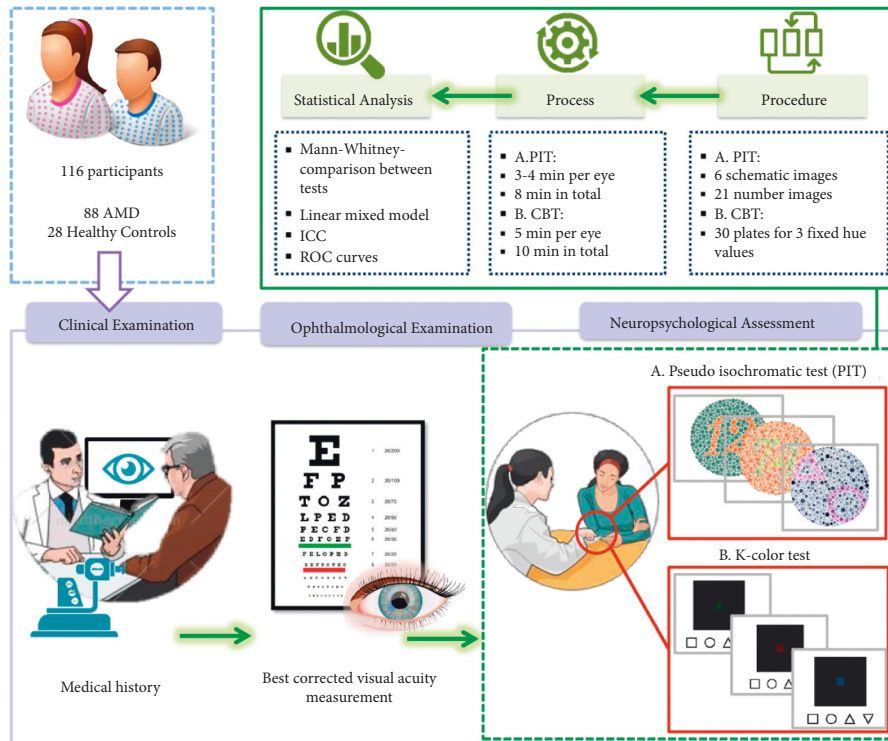 116 participants
88 AMD
28 Healthy Controls
Statistical Analysis
Process
Procedure
▪ Mann-Whitney-
comparison between
tests
▪ Linear mixed model
▪ ICC
▪ ROC curves
▪ A.PIT:
▪ 3-4 min per eye
▪ 8 min in total
▪ B. CBT:
▪ 5 min per eye
▪ 10 min in total
▪ A. PIT:
▪ 6 schematic images
▪ 21 number images
▪ B. CBT:
▪ 30 plates for 3 fixed hue
values
Clinical Examination
Ophthalmological Examination
Neuropsychological Assessment
Medical history
E
F P
T O Z
L P E D
P E C F D
E D F C Z P
Best corrected visual acuity
measurement
A. Pseudo isochromatic test (PIT)
12
B. K-color test